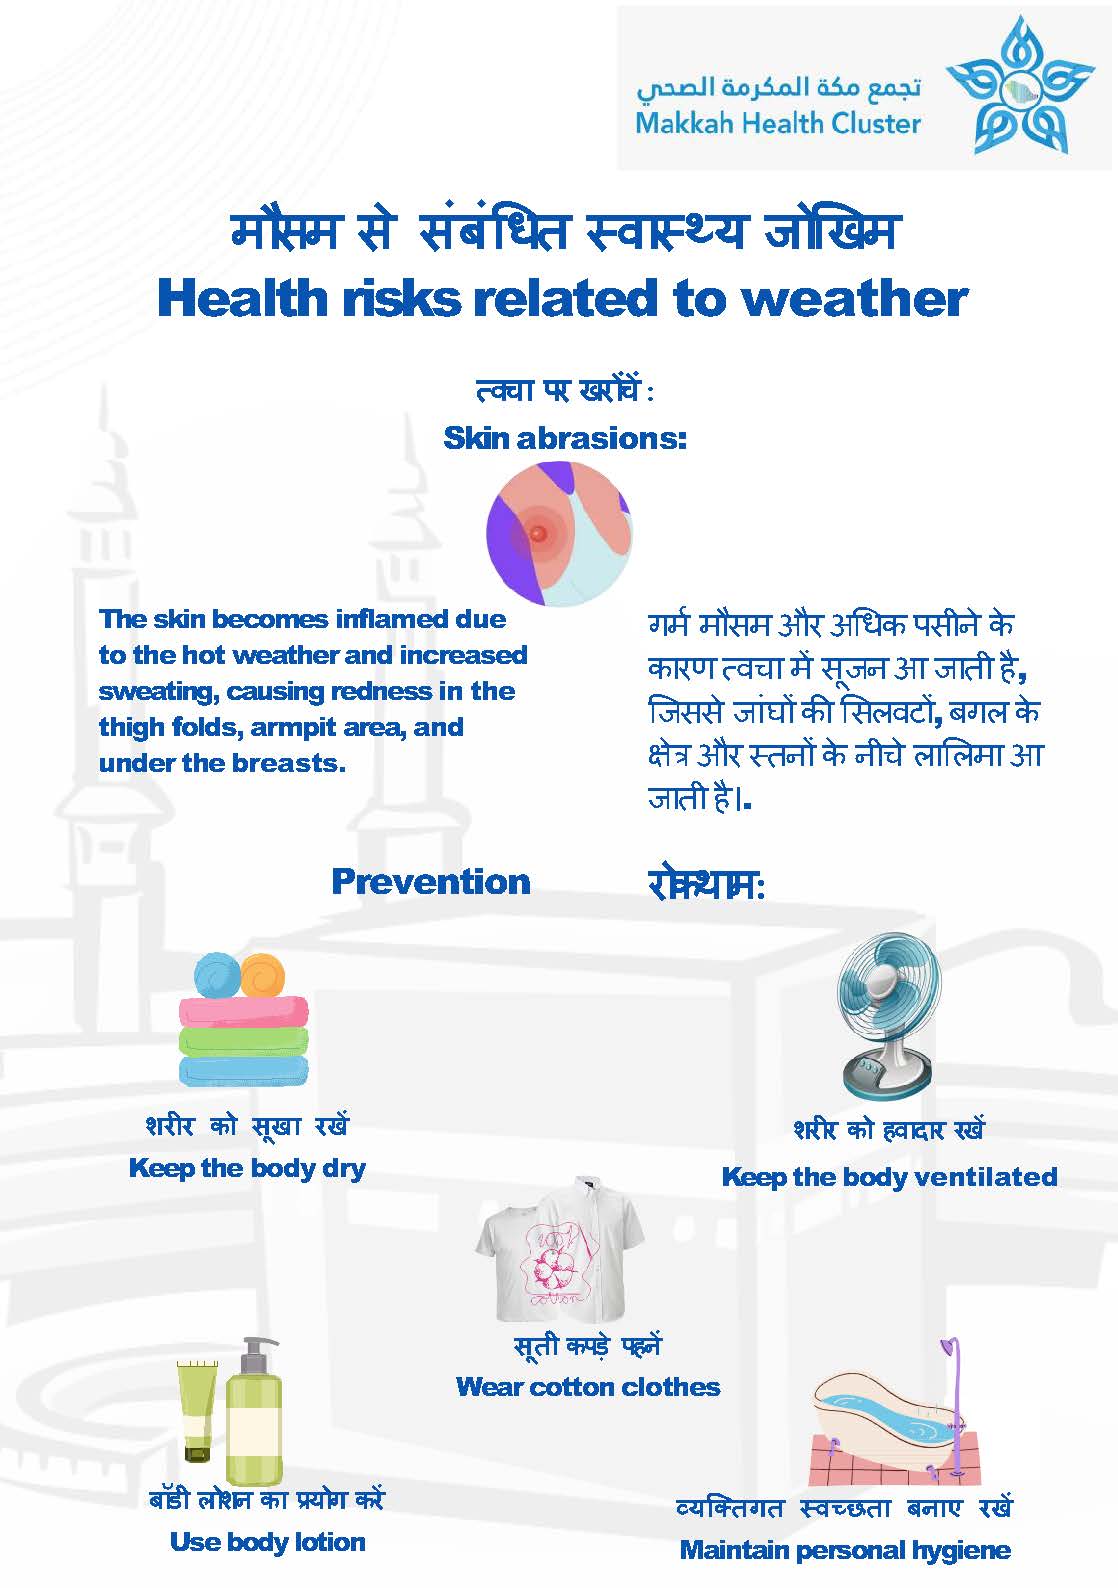 تجمع مكة المكرمة الصحي
Makkah Health Cluster
मौसम से संबंधित स्वास्थ्य जोखिम
Health risks related to weather
त्वचा पर खरोंचें :
Skin abrasions:
The skin becomes inflamed due
to the hot weather and increased
sweating, causing redness in the
thigh folds, armpit area, and
under the breasts.
गर्म मौसम और अधिक पसीने के
कारण त्वचा में सूजन आ जाती है,
जिससे जांघों की सिलवटों, बगल के
क्षेत्र और स्तनों के नीचे लालिमा आ
जाती है।.
Prevention
रोकथाम:
शरीर को सूखा रखें
Keep the body dry
शरीर को हवादार रखें
Keep the body ventilated
cotton
सूती कपड़े पहनें
Wear cotton clothes
बॉडी लोशन का प्रयोग करें
Use body lotion
व्यक्तिगत स्वच्छता बनाए रखें
Maintain personal hygiene